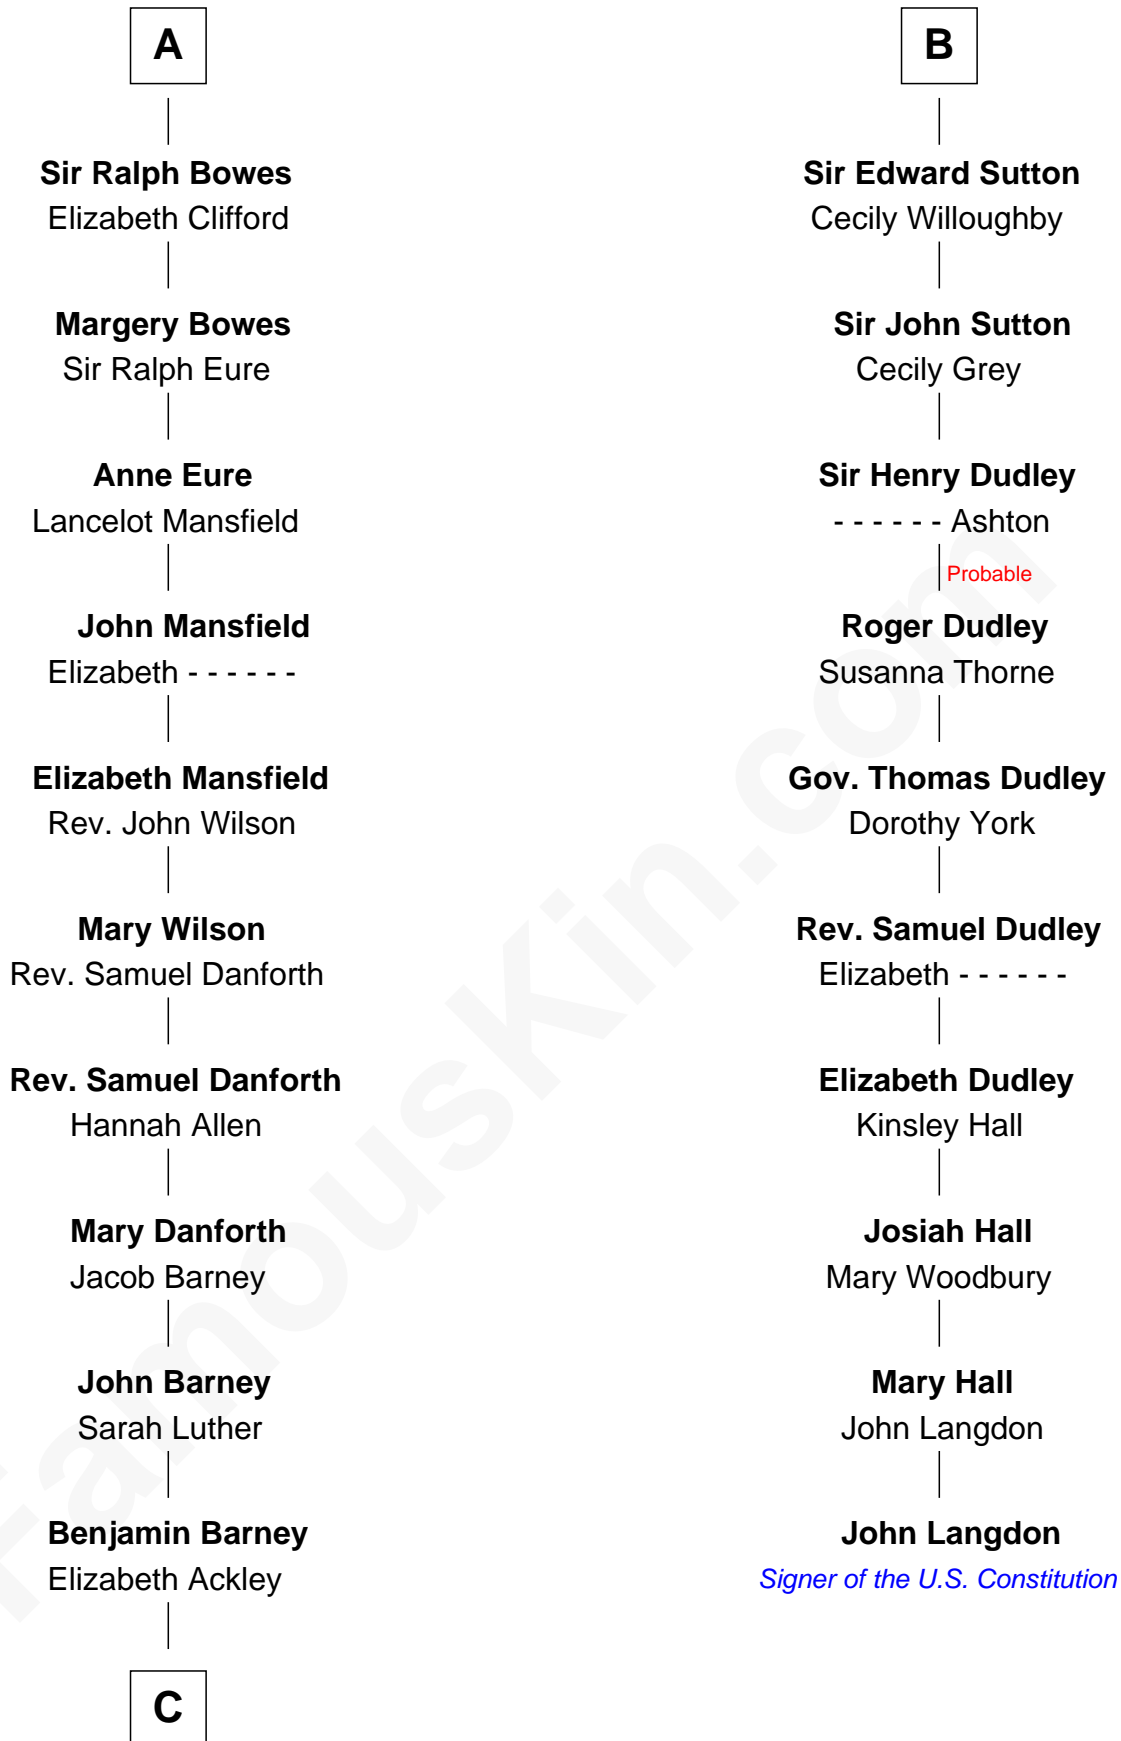 A
Sir Ralph Bowes
Elizabeth Clifford
Margery Bowes
Sir Ralph Eure
Anne Eure
Lancelot Mansfield
John Mansfield
Elizabeth - - - - - -
Elizabeth Mansfield
Rev. John Wilson
Mary Wilson
Rev. Samuel Danforth
Rev. Samuel Danforth
Hannah Allen
Mary Danforth
Jacob Barney
John Barney
Sarah Luther
Benjamin Barney
Elizabeth Ackley
C
B
Sir Edward Sutton
Cecily Willoughby
Sir John Sutton
Cecily Grey
Sir Henry Dudley
- - - - - - Ashton
Probable
Roger Dudley
Susanna Thorne
Gov. Thomas Dudley
Dorothy York
Rev. Samuel Dudley
Elizabeth - - - - - -
Elizabeth Dudley
Kinsley Hall
Josiah Hall
Mary Woodbury
Mary Hall
John Langdon
John Langdon
Signer of the U.S. Constitution
FamousKin.com